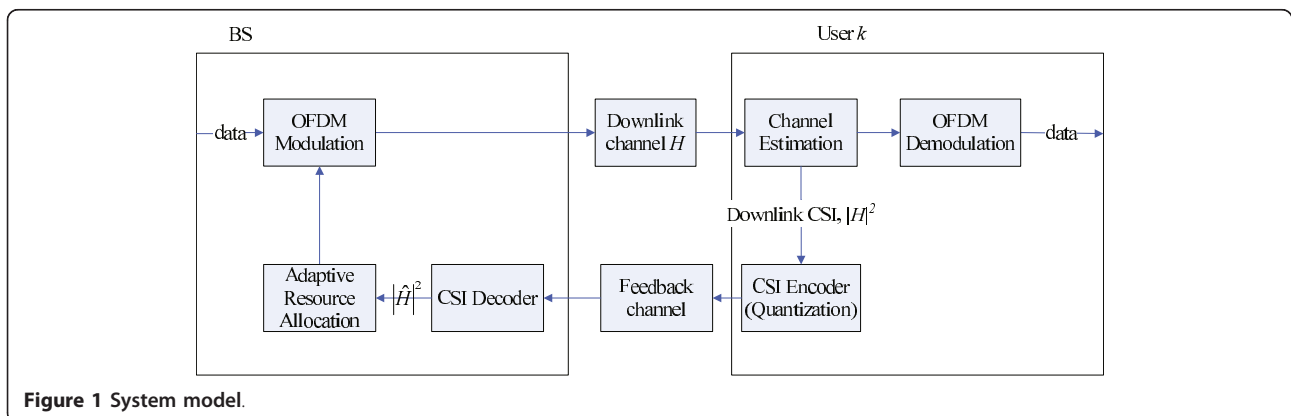 BS
User k
data
OFDM
Modulation
Downlink
channel H
Channel
Estimation
OFDM
Demodulation
data
Downlink CSI, |H|²
Adaptive
Resource
Allocation
|Ĥ|²
CSI Decoder
Feedback
channel
CSI Encoder
(Quantization)
Figure 1 System model.